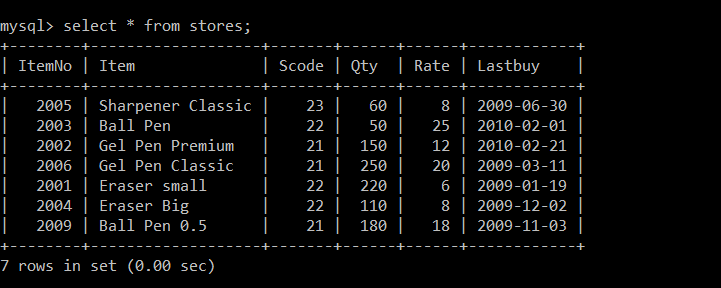 mysql> select * from stores;
+--------+-------------------+-------+------+------+------------+
| ItemNo | Item              | Scode | Qty  | Rate | Lastbuy    |
+--------+-------------------+-------+------+------+------------+
|   2005 | Sharpener Classic |    23 |   60 |    8 | 2009-06-30 |
|   2003 | Ball Pen          |    22 |   50 |   25 | 2010-02-01 |
|   2002 | Gel Pen Premium   |    21 |  150 |   12 | 2010-02-21 |
|   2006 | Gel Pen Classic   |    21 |  250 |   20 | 2009-03-11 |
|   2001 | Eraser small      |    22 |  220 |    6 | 2009-01-19 |
|   2004 | Eraser Big        |    22 |  110 |    8 | 2009-12-02 |
|   2009 | Ball Pen 0.5      |    21 |  180 |   18 | 2009-11-03 |
+--------+-------------------+-------+------+------+------------+
7 rows in set (0.00 sec)